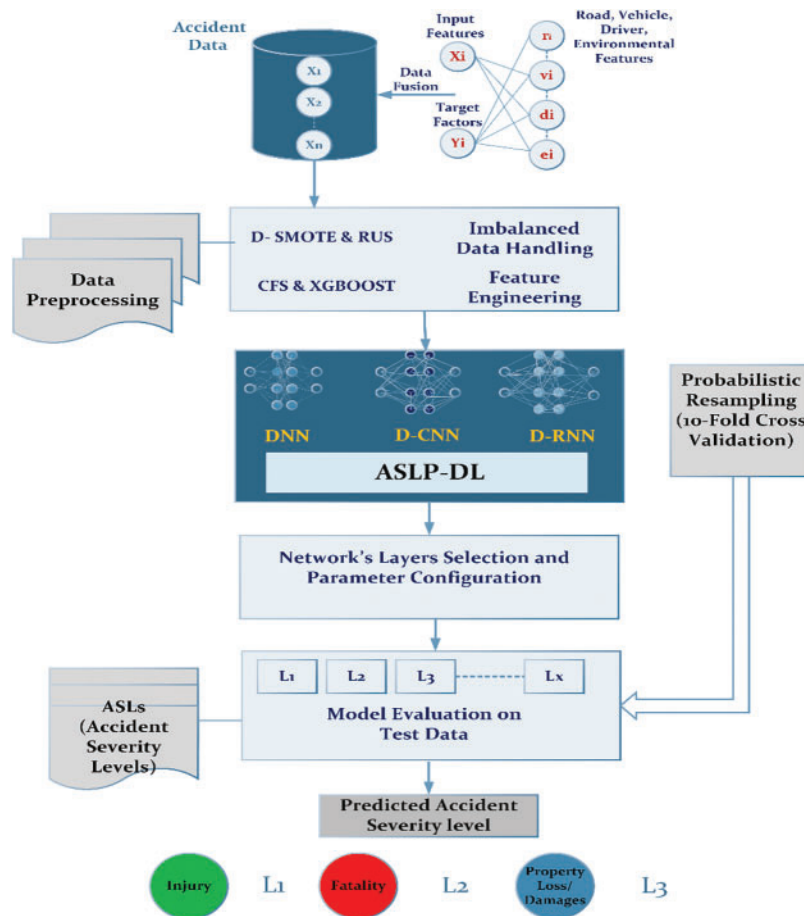 Accident
Data
X1
X2
Xn
Data
Fusion
Input
Features
Xi
Target
Factors
Yi
Road, Vehicle,
Driver,
Environmental
Features
ri
vi
di
ei
D- SMOTE & RUS
Imbalanced
Data Handling
CFS & XGBOOST
Feature
Engineering
Data
Preprocessing
DNN
D-CNN
D-RNN
ASLP-DL
Probabilistic
Resampling
(10-Fold Cross
Validation)
Network's Layers Selection and
Parameter Configuration
L1
L2
L3
Lx
Model Evaluation on
Test Data
ASLs
(Accident
Severity
Levels)
Predicted Accident
Severity level
Injury
L1
Fatality
L2
Property
Loss/
Damages
L3